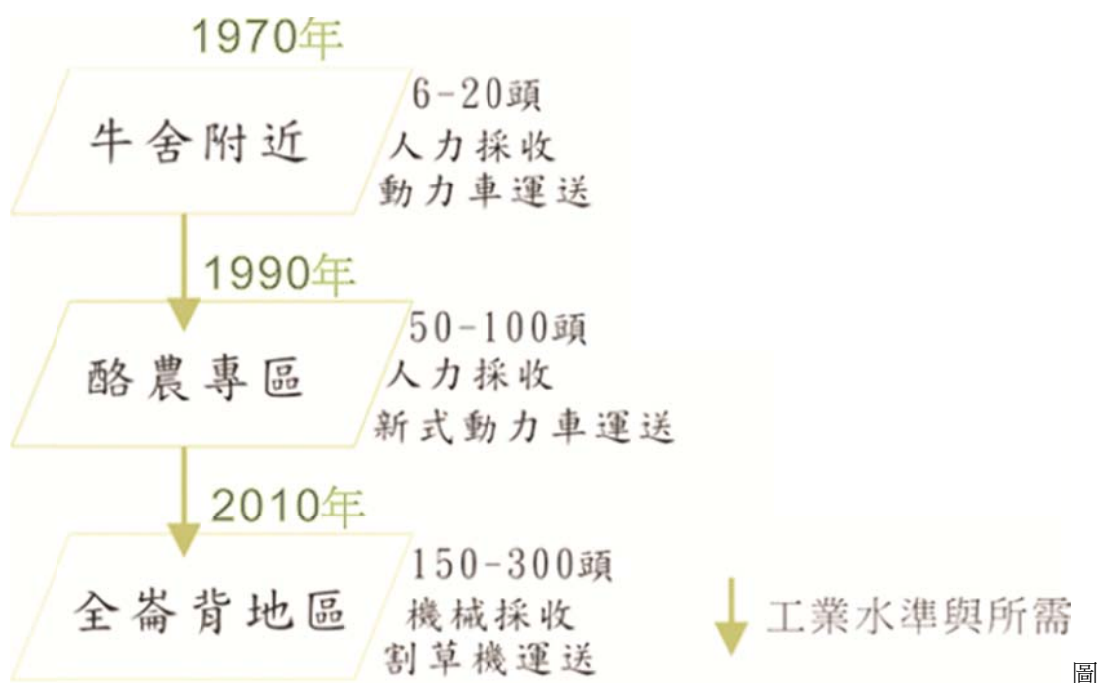 1970年
牛舍附近
6-20頭
人力採收
動力車運送
1990年
酪農專區
50-100頭
人力採收
新式動力車運送
2010年
全崙背地區
150-300頭
機械採收
割草機運送
工業水準與所需
圖